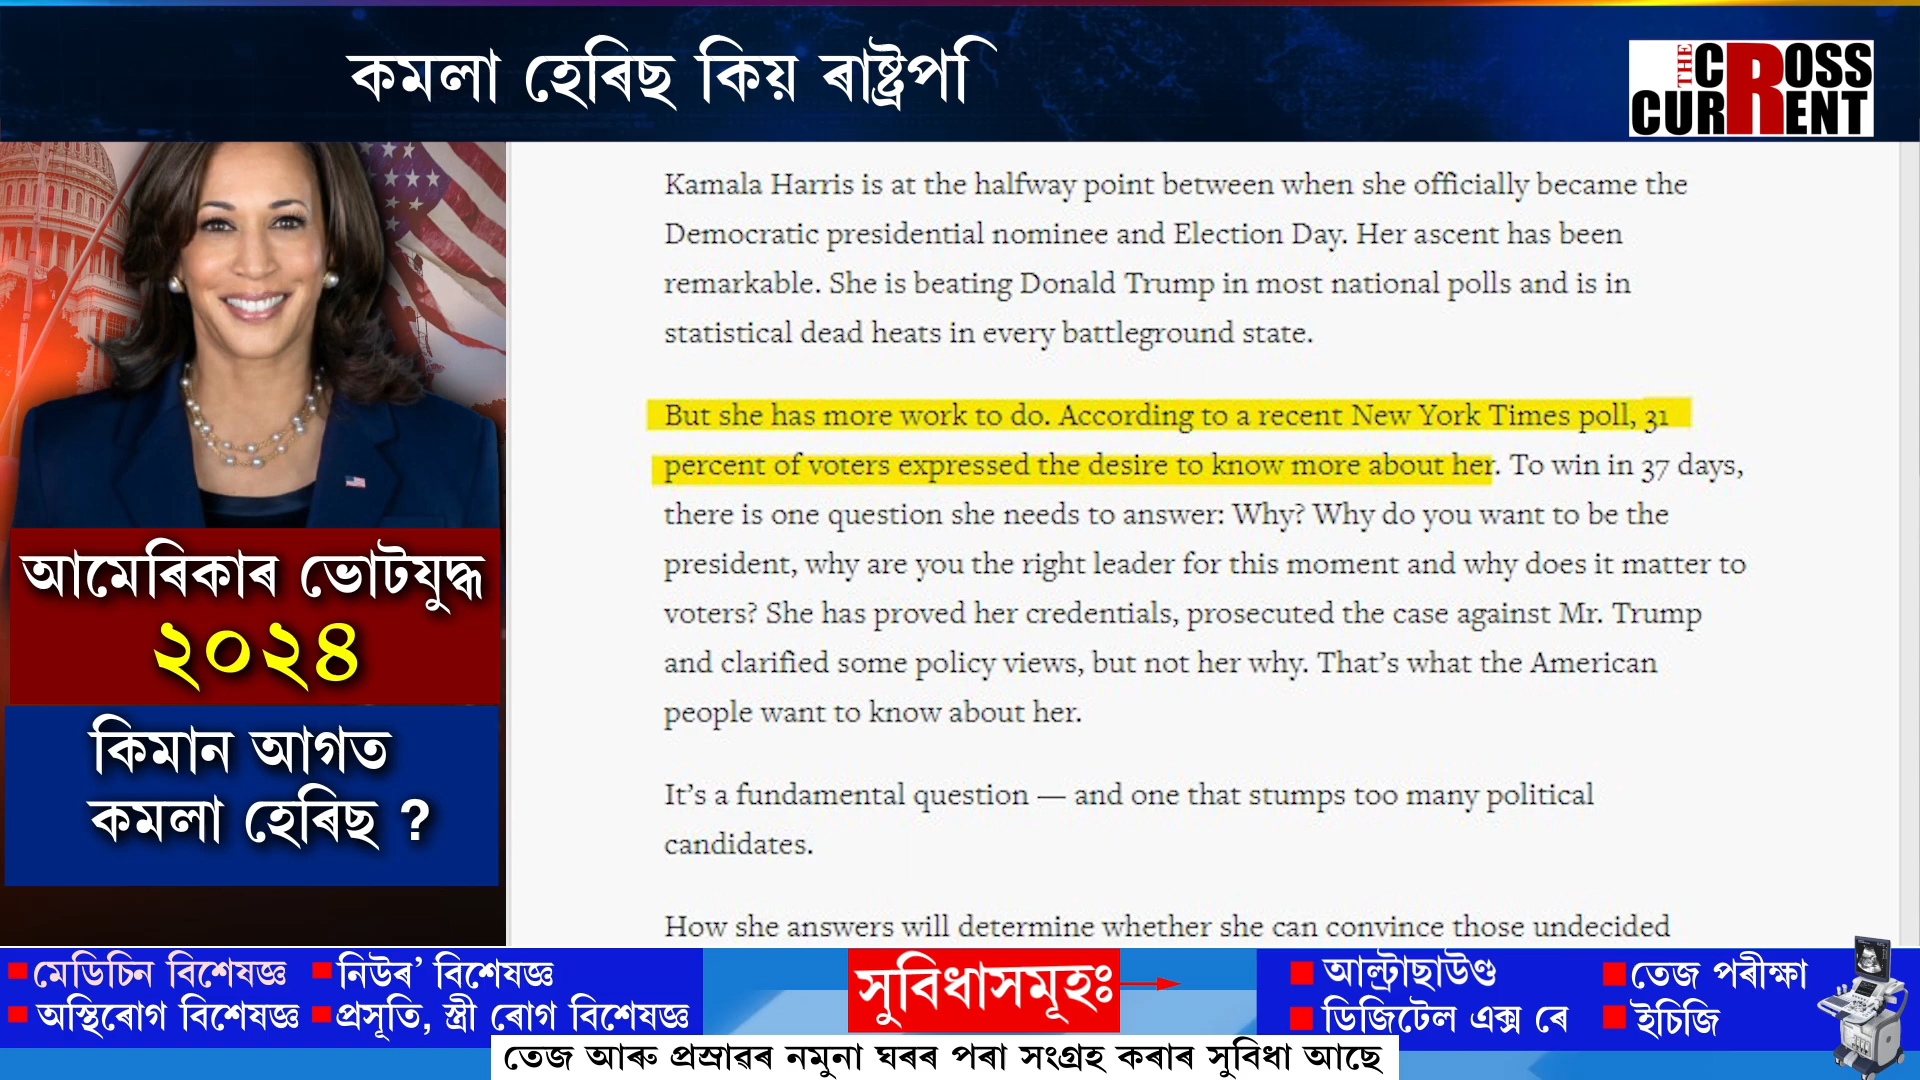 কমলা হেৰিছ কিয় ৰাষ্ট্ৰপি
THE CROSS
CURRENT
Kamala Harris is at the halfway point between when she officially became the
Democratic presidential nominee and Election Day. Her ascent has been
remarkable. She is beating Donald Trump in most national polls and is in
statistical dead heats in every battleground state.
But she has more work to do. According to a recent New York Times poll, 31
percent of voters expressed the desire to know more about her. To win in 37 days,
there is one question she needs to answer: Why? Why do you want to be the
president, why are you the right leader for this moment and why does it matter to
voters? She has proved her credentials, prosecuted the case against Mr. Trump
and clarified some policy views, but not her why. That’s what the American
people want to know about her.
It’s a fundamental question — and one that stumps too many political
candidates.
How she answers will determine whether she can convince those undecided
আমেৰিকাৰ ভোটযুদ্ধ
২০২৪
কিমান আগত
কমলা হেৰিছ ?
মেডিচিন বিশেষজ্ঞ
নিউৰ’ বিশেষজ্ঞ
অস্থিৰোগ বিশেষজ্ঞ
প্ৰসূতি, স্ত্ৰী ৰোগ বিশেষজ্ঞ
সুবিধাসমূহঃ
আল্ট্ৰাছাউণ্ড
তেজ পৰীক্ষা
ডিজিটেল এক্স ৰে
ইচিজি
তেজ আৰু প্ৰস্ৰাৱৰ নমুনা ঘৰৰ পৰা সংগ্ৰহ কৰাৰ সুবিধা আছে